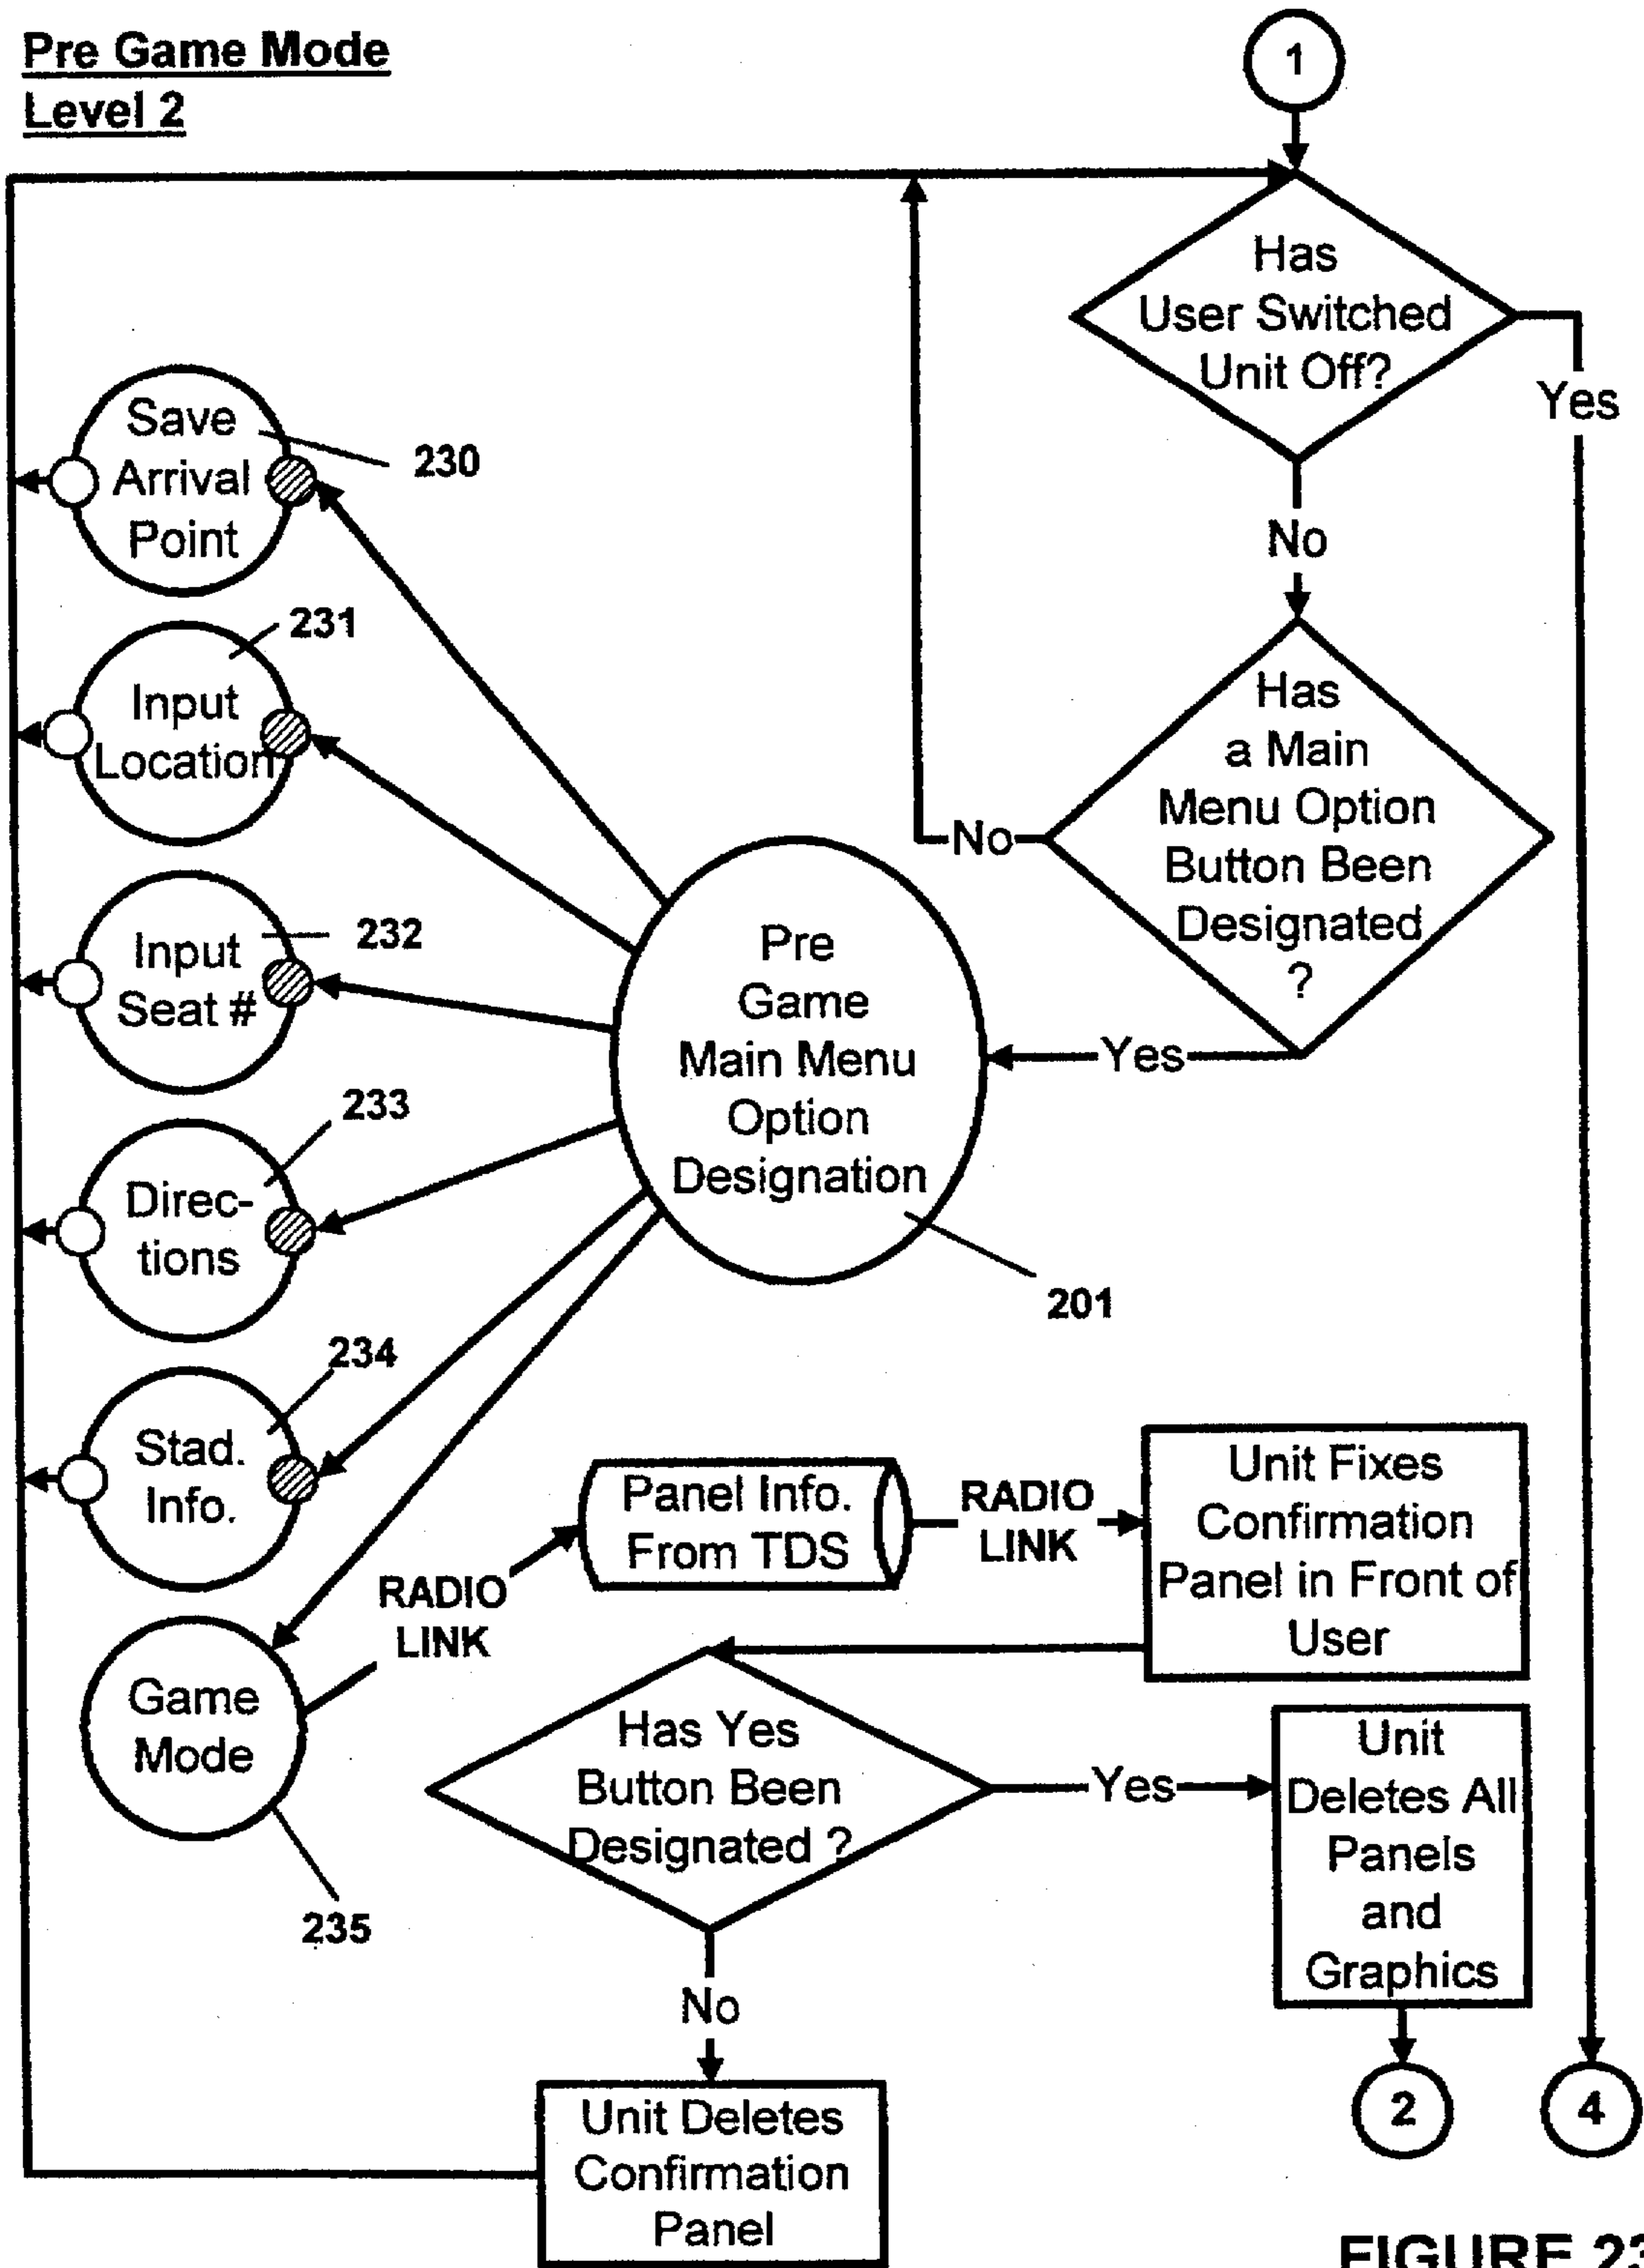 Pre Game Mode
Level 2
1
Has
User Switched
Unit Off?
Yes
No
Has
a Main
Menu Option
Button Been
Designated
?
No
Yes
Pre
Game
Main Menu
Option
Designation
201
Save
Arrival
Point
230
231
Input
Location
232
Input
Seat #
233
Direc-
tions
234
Stad.
Info.
Game
Mode
235
RADIO
LINK
Panel Info.
From TDS
RADIO
LINK
Unit Fixes
Confirmation
Panel in Front of
User
Has Yes
Button Been
Designated ?
Yes
Unit
Deletes All
Panels
and
Graphics
No
Unit Deletes
Confirmation
Panel
2
4
FIGURE 23